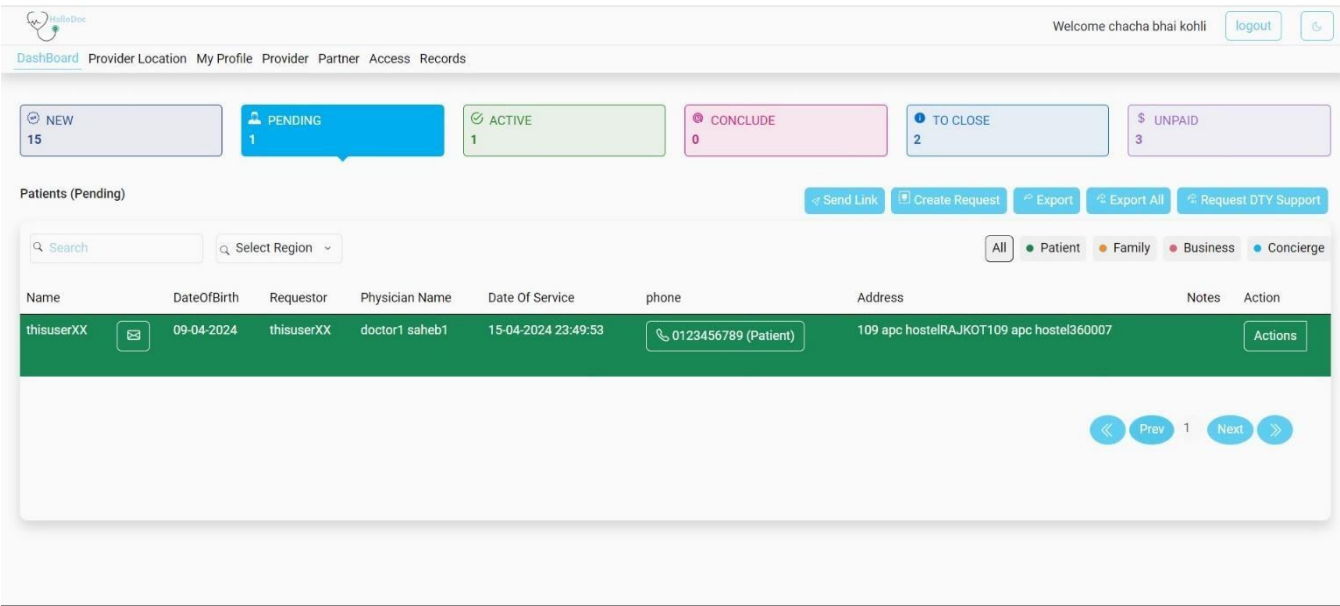 HalloDoc
Welcome chacha bhai kohli logout
DashBoard Provider Location My Profile Provider Partner Access Records
NEW PENDING ACTIVE CONCLUDE TO CLOSE $ UNPAID
15 1 1 0 2 3
Patients (Pending)
Send Link Create Request Export Export All Request DTY Support
Search Select Region All Patient Family Business Concierge
Name DateOfBirth Requestor Physician Name Date Of Service phone Address Notes Action
thisuserXX 09-04-2024 thisuserXX doctor1 saheb1 15-04-2024 23:49:53 0123456789 (Patient) 109 apc hostelRAJKOT109 apc hostel360007 Actions
Prev 1 Next